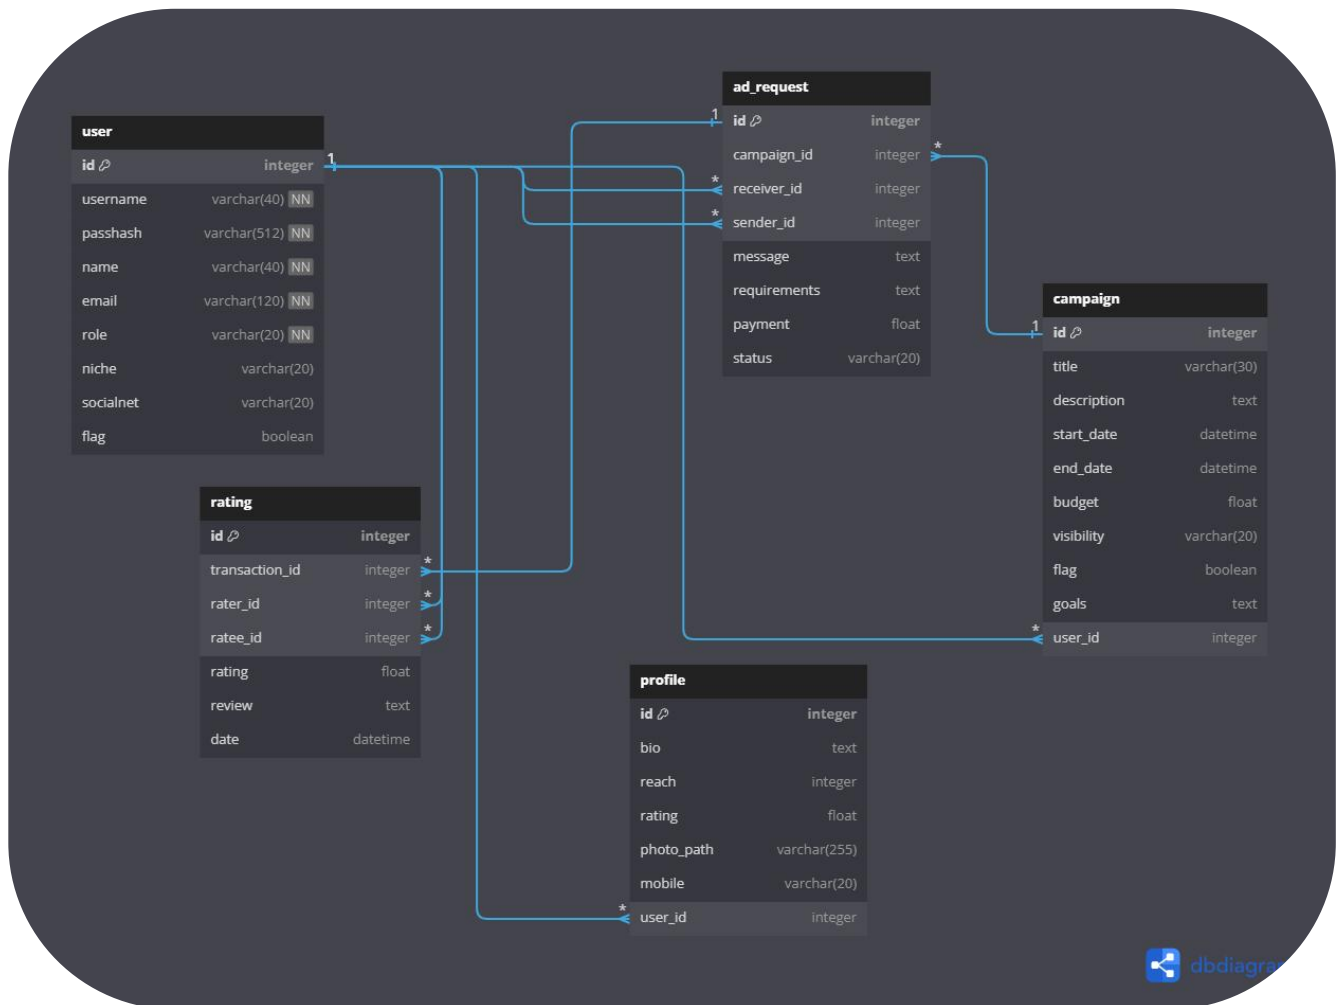 user
id integer
username varchar(40) NN
passhash varchar(512) NN
name varchar(40) NN
email varchar(120) NN
role varchar(20) NN
niche varchar(20)
socialnet varchar(20)
flag boolean
1
ad_request
1
id integer
campaign_id integer *
* receiver_id integer
* sender_id integer
message text
requirements text
payment float
status varchar(20)
campaign
1
id integer
title varchar(30)
description text
start_date datetime
end_date datetime
budget float
visibility varchar(20)
flag boolean
goals text
* user_id integer
rating
id integer
transaction_id integer *
rater_id integer *
ratee_id integer *
rating float
review text
date datetime
profile
id integer
bio text
reach integer
rating float
photo_path varchar(255)
mobile varchar(20)
* user_id integer